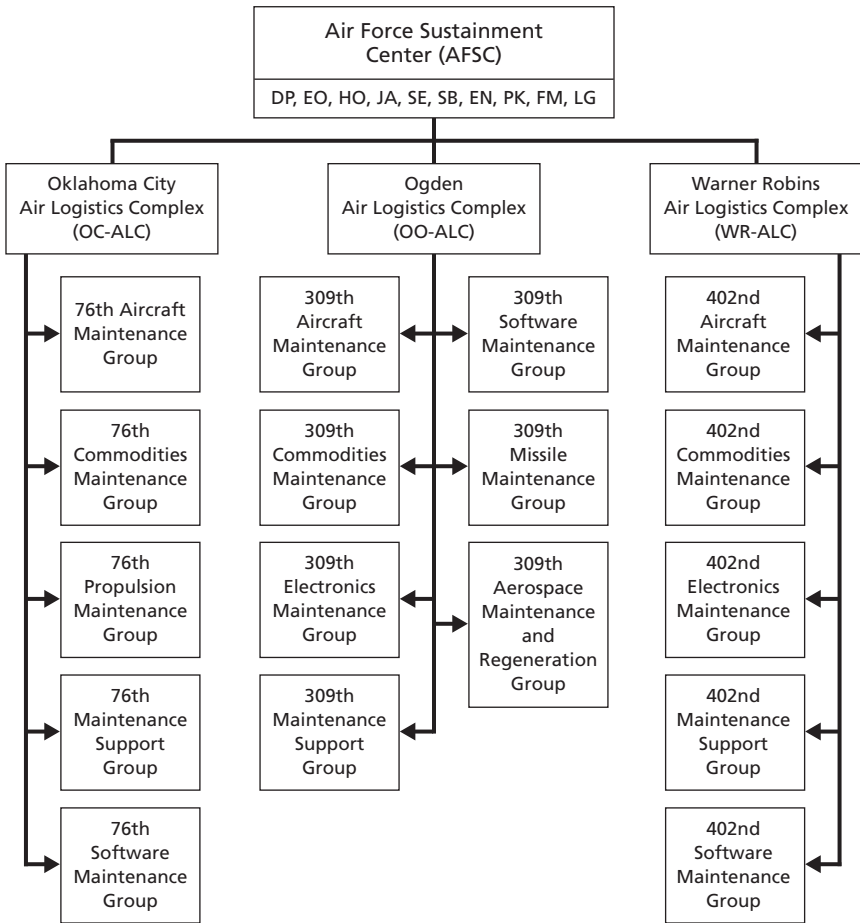 Air Force Sustainment
Center (AFSC)
DP, EO, HO, JA, SE, SB, EN, PK, FM, LG
Oklahoma City
Air Logistics Complex
(OC-ALC)
Ogden
Air Logistics Complex
(OO-ALC)
Warner Robins
Air Logistics Complex
(WR-ALC)
76th Aircraft
Maintenance
Group
76th
Commodities
Maintenance
Group
76th
Propulsion
Maintenance
Group
76th
Maintenance
Support
Group
76th
Software
Maintenance
Group
309th
Aircraft
Maintenance
Group
309th
Commodities
Maintenance
Group
309th
Electronics
Maintenance
Group
309th
Maintenance
Support
Group
309th
Software
Maintenance
Group
309th
Missile
Maintenance
Group
309th
Aerospace
Maintenance
and
Regeneration
Group
402nd
Aircraft
Maintenance
Group
402nd
Commodities
Maintenance
Group
402nd
Electronics
Maintenance
Group
402nd
Maintenance
Support
Group
402nd
Software
Maintenance
Group